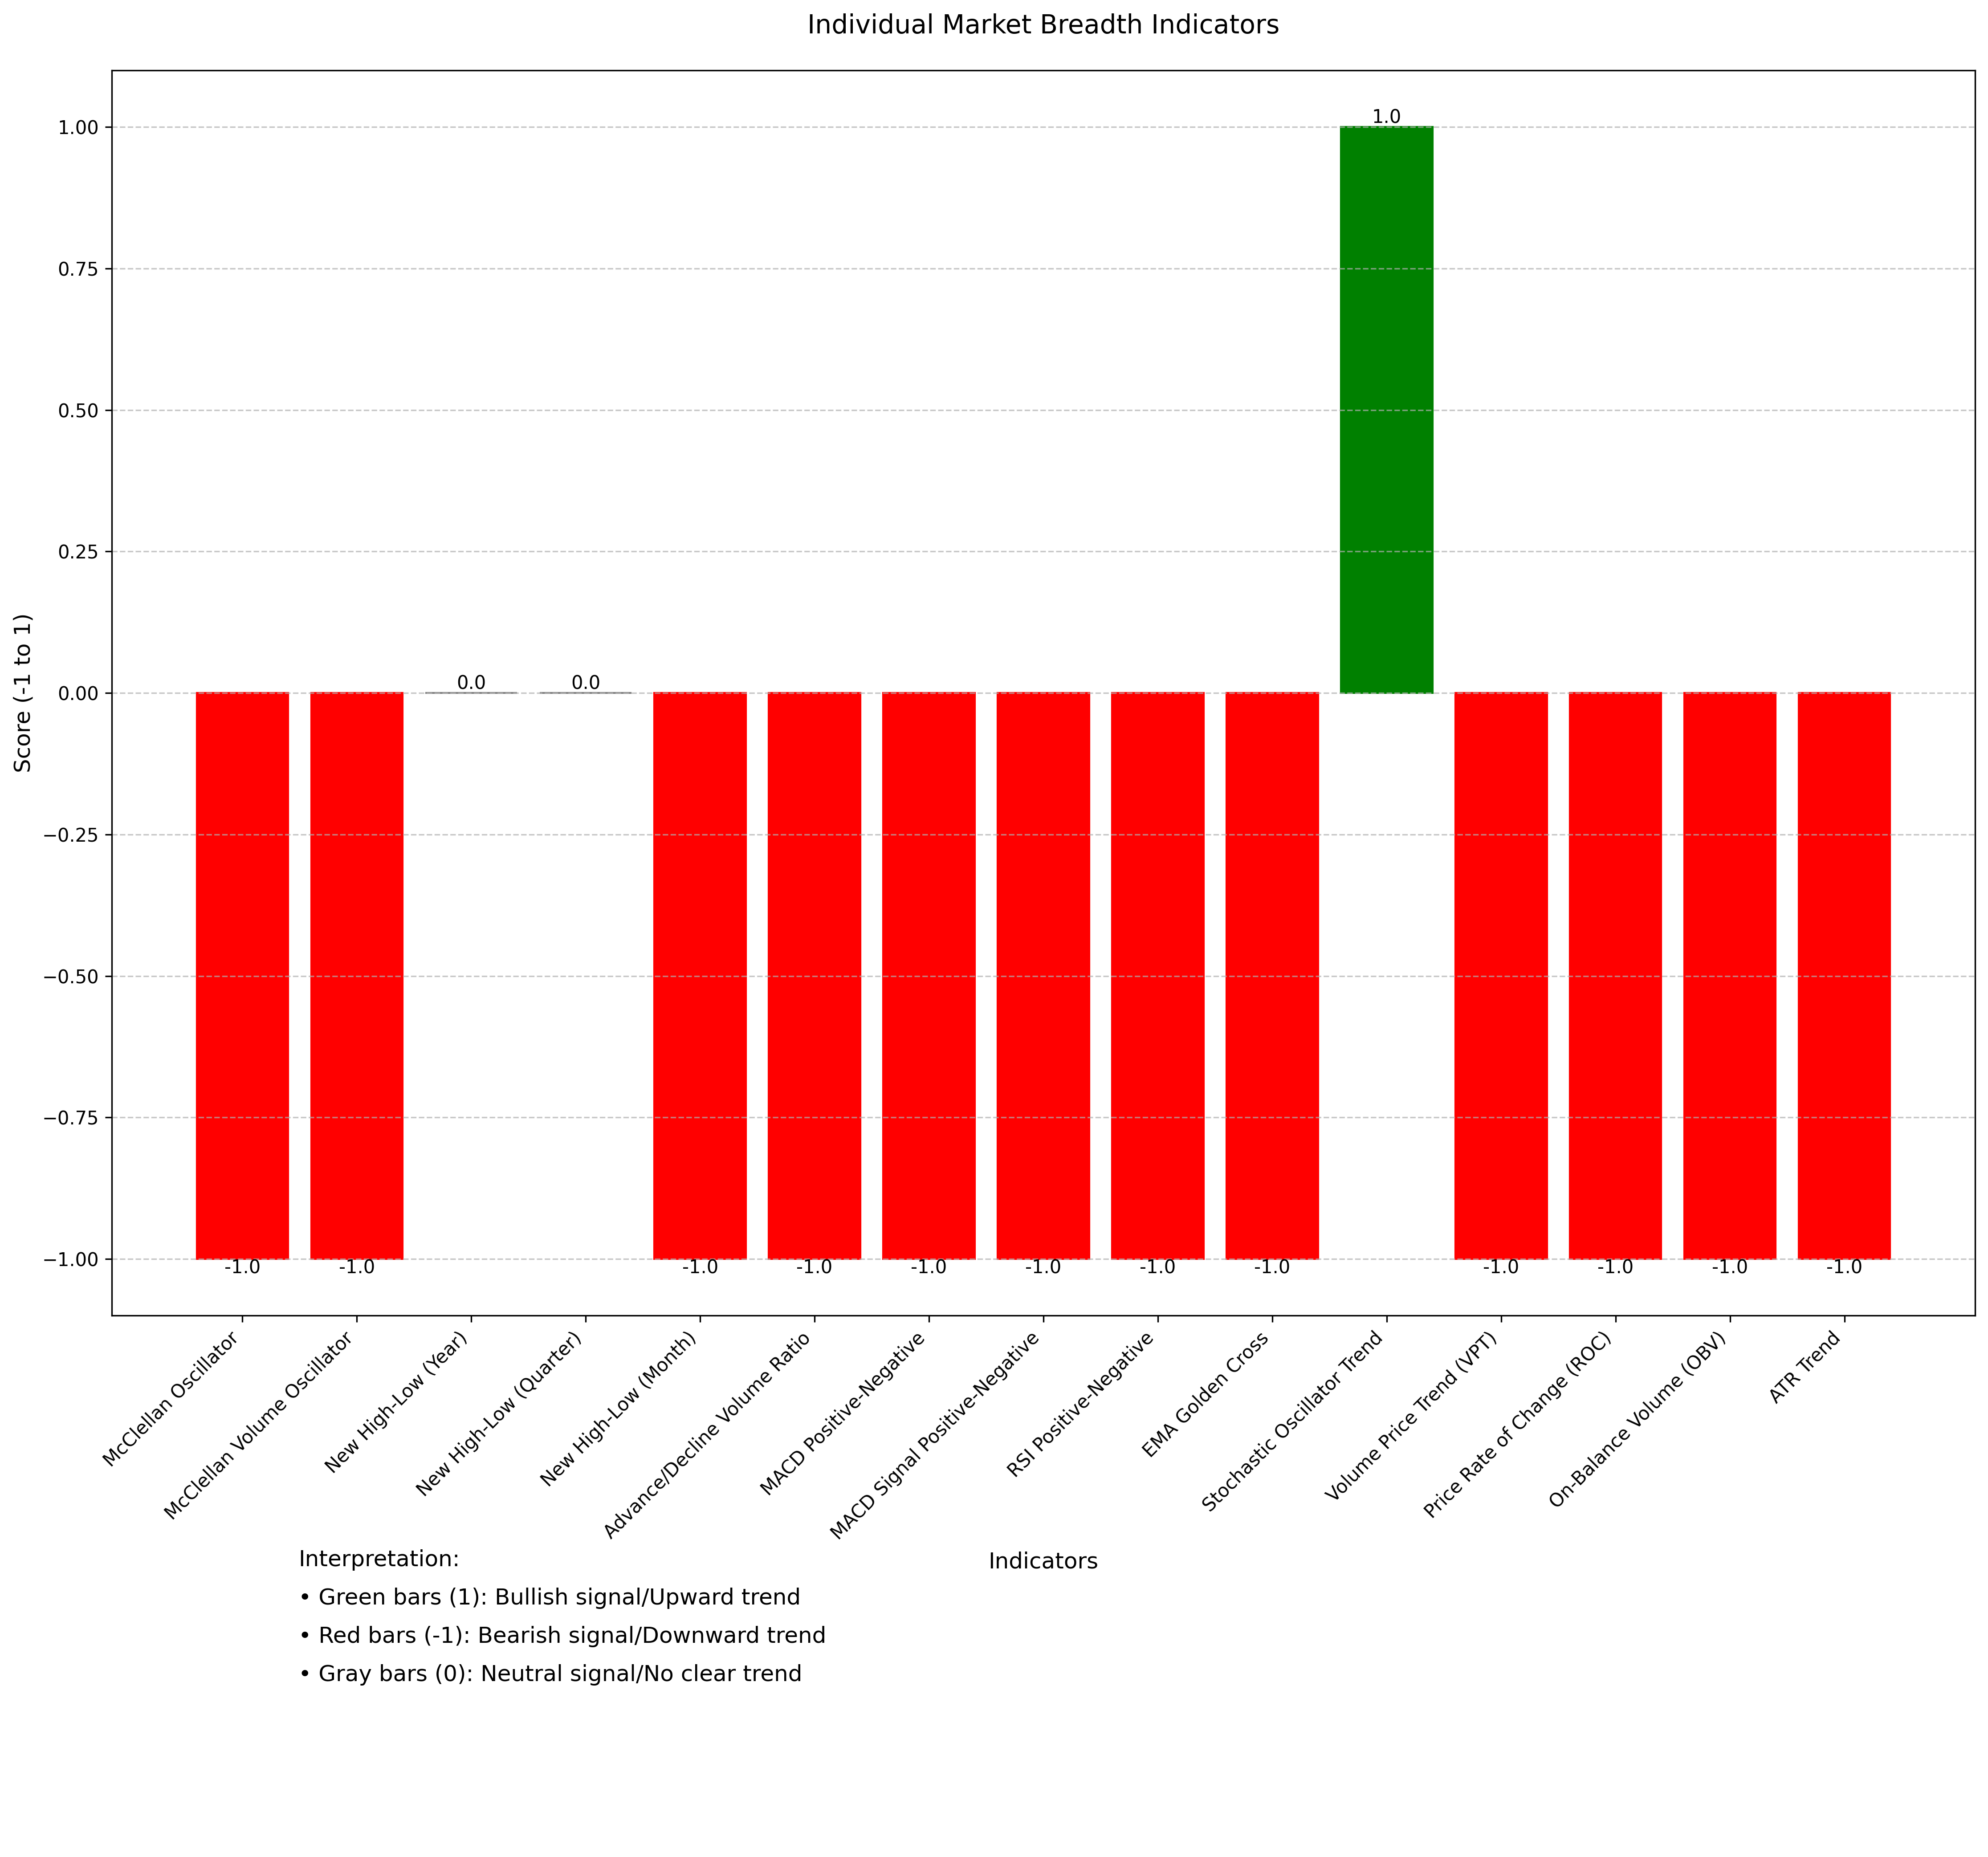 Individual Market Breadth Indicators
Score (-1 to 1)
1.00
0.75
0.50
0.25
0.00
−0.25
−0.50
−0.75
−1.00
-1.0
-1.0
0.0
0.0
-1.0
-1.0
-1.0
-1.0
-1.0
-1.0
1.0
-1.0
-1.0
-1.0
-1.0
McClellan Oscillator
McClellan Volume Oscillator
New High-Low (Year)
New High-Low (Quarter)
New High-Low (Month)
Advance/Decline Volume Ratio
MACD Positive-Negative
MACD Signal Positive-Negative
RSI Positive-Negative
EMA Golden Cross
Stochastic Oscillator Trend
Volume Price Trend (VPT)
Price Rate of Change (ROC)
On-Balance Volume (OBV)
ATR Trend
Indicators
Interpretation:
• Green bars (1): Bullish signal/Upward trend
• Red bars (-1): Bearish signal/Downward trend
• Gray bars (0): Neutral signal/No clear trend